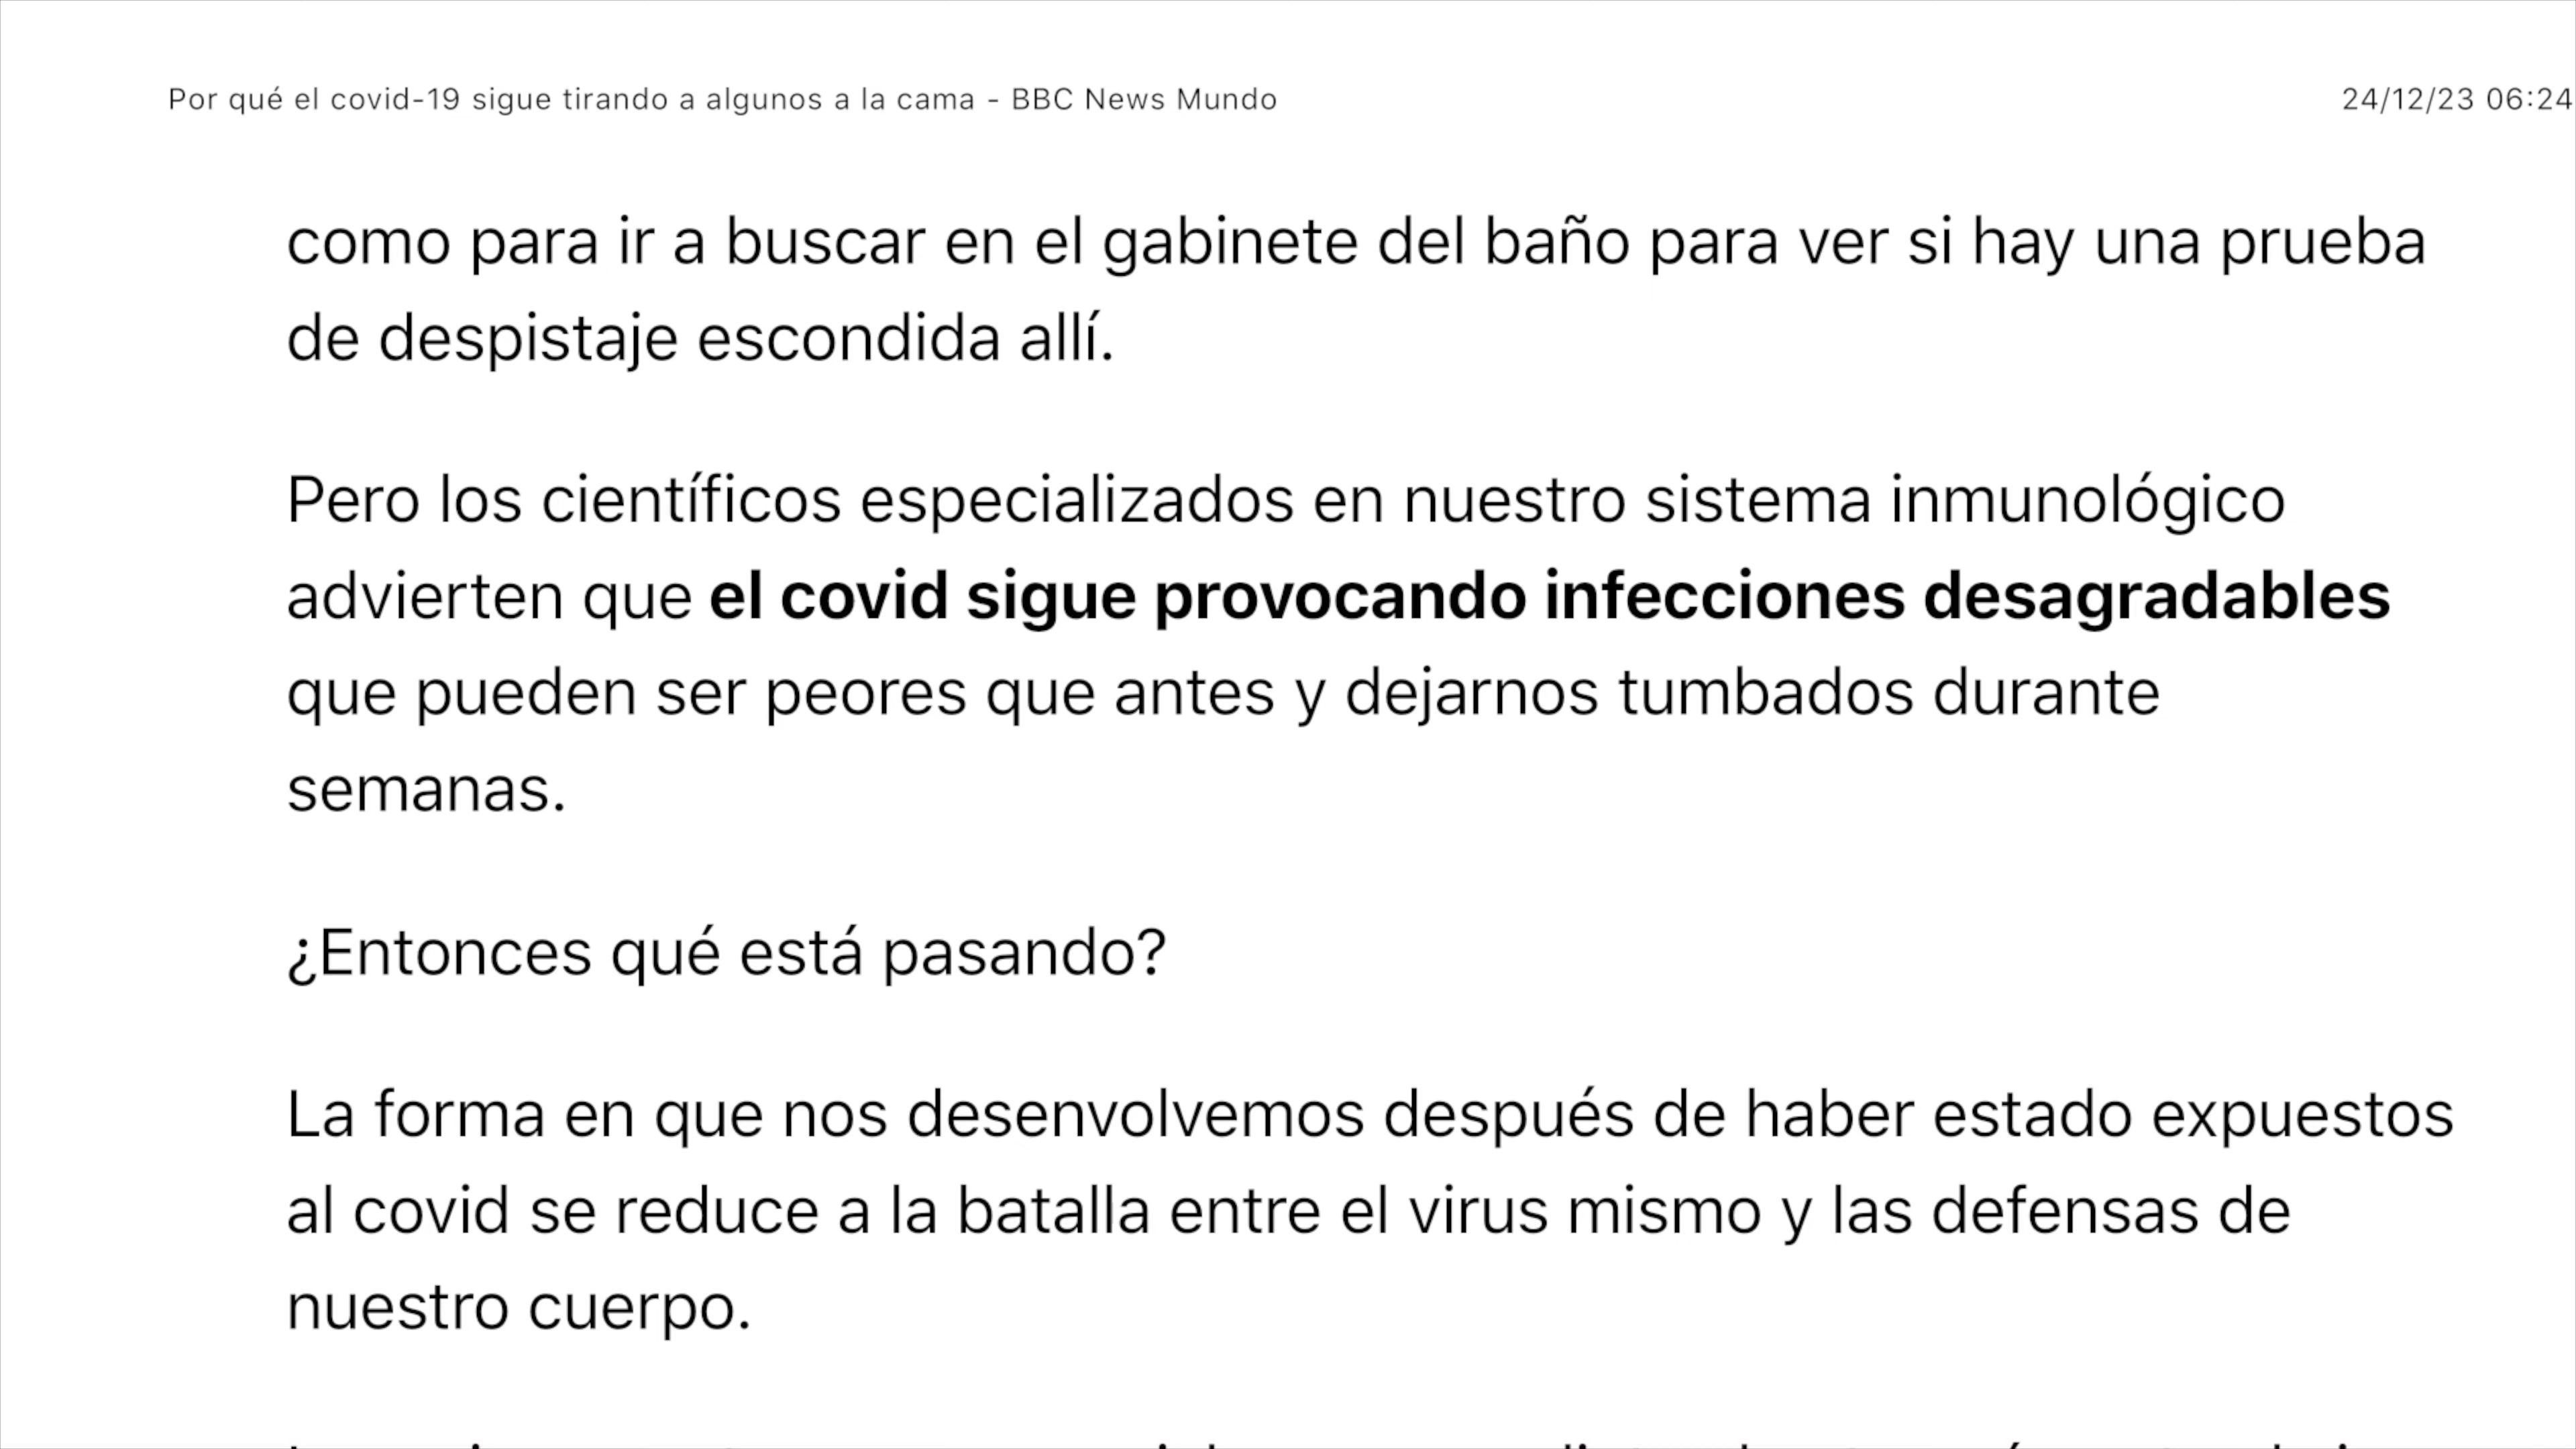 Por qué el covid-19 sigue tirando a algunos a la cama - BBC News Mundo
24/12/23 06:24
como para ir a buscar en el gabinete del baño para ver si hay una prueba
de despistaje escondida allí.
Pero los científicos especializados en nuestro sistema inmunológico
advierten que el covid sigue provocando infecciones desagradables
que pueden ser peores que antes y dejarnos tumbados durante
semanas.
¿Entonces qué está pasando?
La forma en que nos desenvolvemos después de haber estado expuestos
al covid se reduce a la batalla entre el virus mismo y las defensas de
nuestro cuerpo.